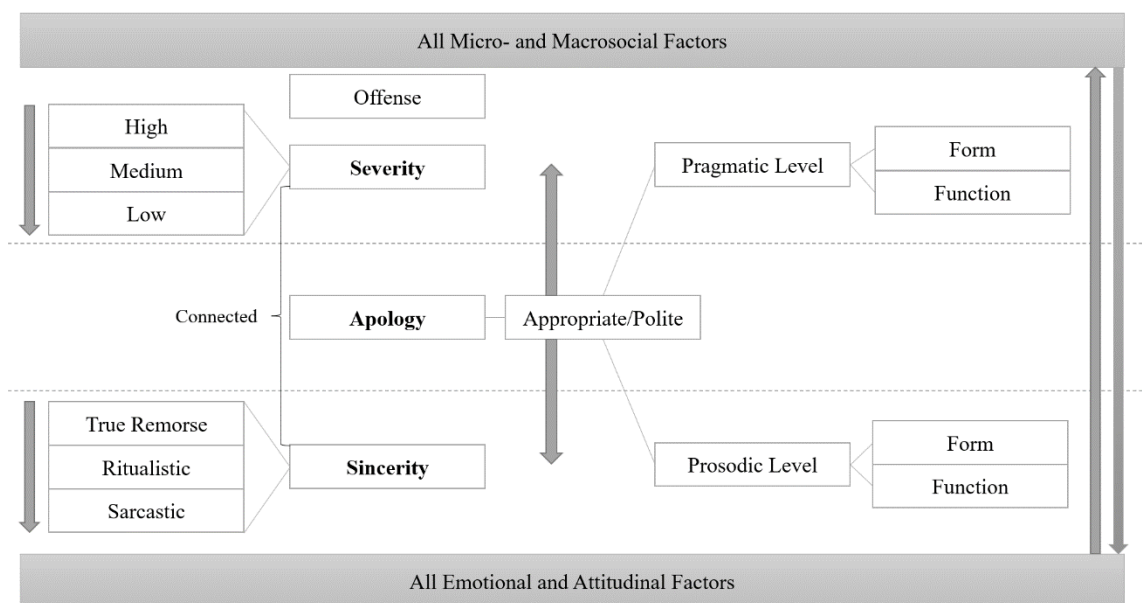 All Micro- and Macrosocial Factors
Offense
High
Medium
Low
Severity
Pragmatic Level
Form
Function
Connected
Apology
Appropriate/Polite
True Remorse
Ritualistic
Sarcastic
Sincerity
Prosodic Level
Form
Function
All Emotional and Attitudinal Factors